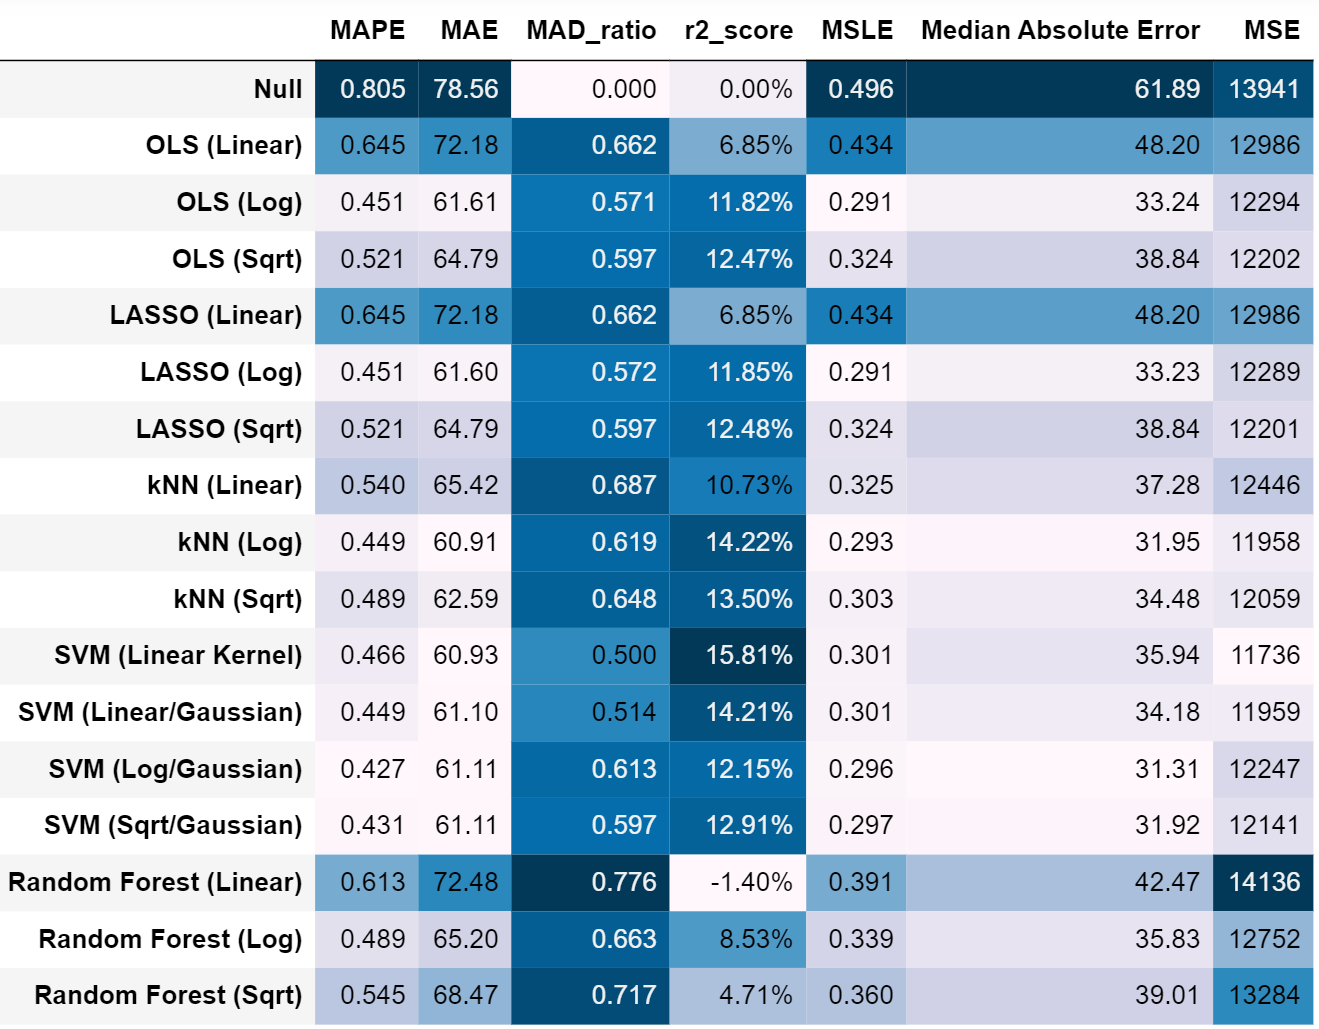 MAPE MAE MAD_ratio r2_score MSLE Median Absolute Error MSE
Null 0.805 78.56 0.000 0.00% 0.496 61.89 13941
OLS (Linear) 0.645 72.18 0.662 6.85% 0.434 48.20 12986
OLS (Log) 0.451 61.61 0.571 11.82% 0.291 33.24 12294
OLS (Sqrt) 0.521 64.79 0.597 12.47% 0.324 38.84 12202
LASSO (Linear) 0.645 72.18 0.662 6.85% 0.434 48.20 12986
LASSO (Log) 0.451 61.60 0.572 11.85% 0.291 33.23 12289
LASSO (Sqrt) 0.521 64.79 0.597 12.48% 0.324 38.84 12201
kNN (Linear) 0.540 65.42 0.687 10.73% 0.325 37.28 12446
kNN (Log) 0.449 60.91 0.619 14.22% 0.293 31.95 11958
kNN (Sqrt) 0.489 62.59 0.648 13.50% 0.303 34.48 12059
SVM (Linear Kernel) 0.466 60.93 0.500 15.81% 0.301 35.94 11736
SVM (Linear/Gaussian) 0.449 61.10 0.514 14.21% 0.301 34.18 11959
SVM (Log/Gaussian) 0.427 61.11 0.613 12.15% 0.296 31.31 12247
SVM (Sqrt/Gaussian) 0.431 61.11 0.597 12.91% 0.297 31.92 12141
Random Forest (Linear) 0.613 72.48 0.776 -1.40% 0.391 42.47 14136
Random Forest (Log) 0.489 65.20 0.663 8.53% 0.339 35.83 12752
Random Forest (Sqrt) 0.545 68.47 0.717 4.71% 0.360 39.01 13284